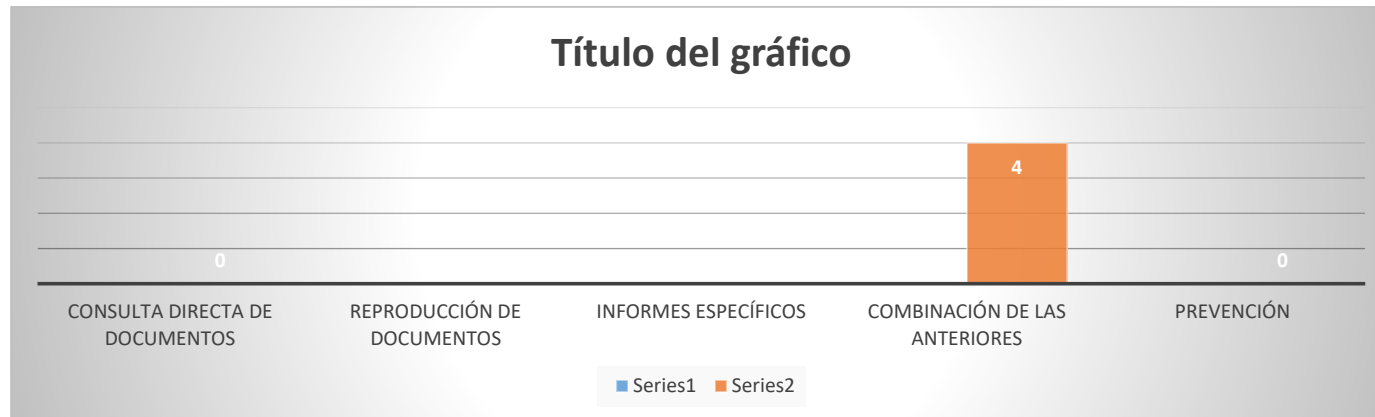 Título del gráfico
4
0
0
CONSULTA DIRECTA DE
DOCUMENTOS
REPRODUCCIÓN DE
DOCUMENTOS
INFORMES ESPECÍFICOS
COMBINACIÓN DE LAS
ANTERIORES
PREVENCIÓN
Series1
Series2